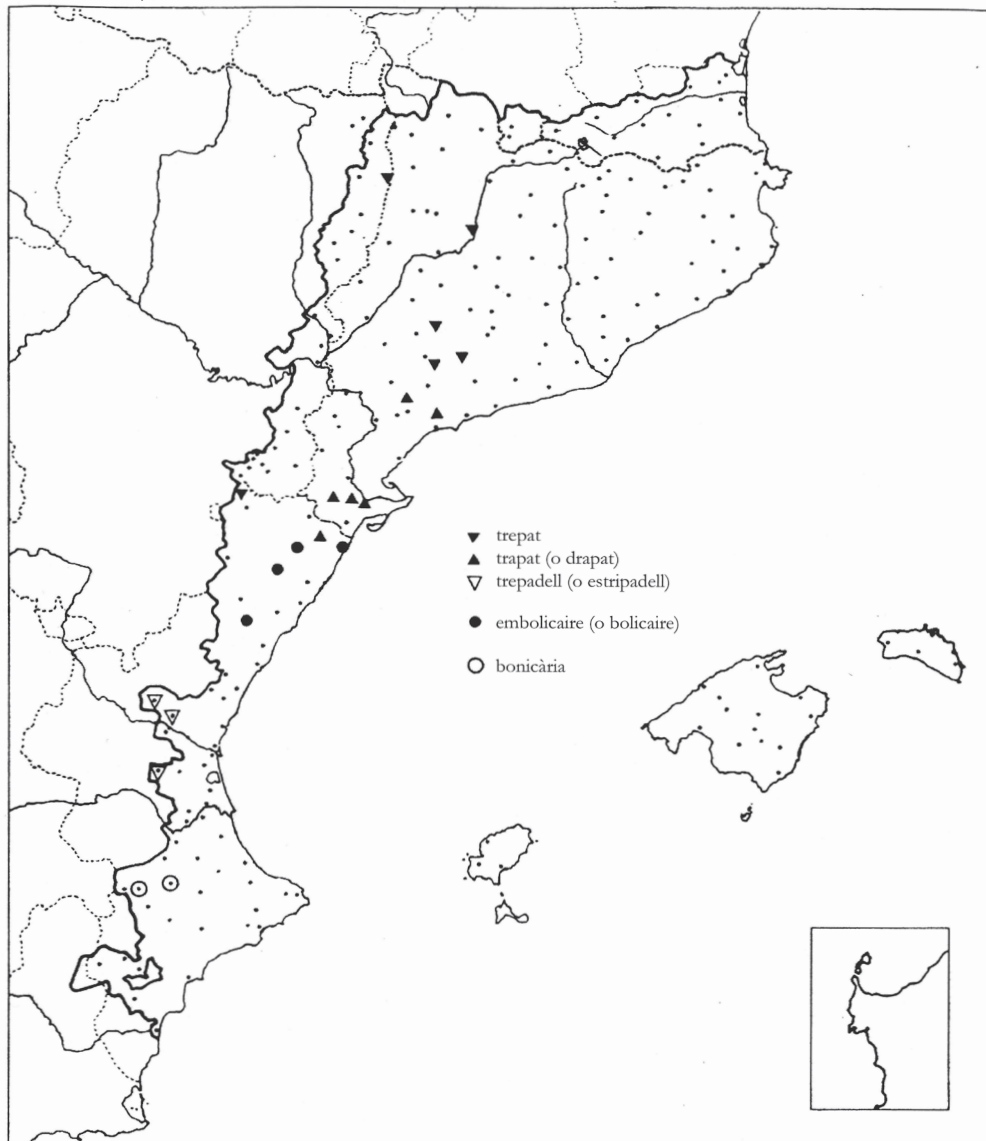 trepat
trapat (o drapat)
trepadell (o estripadell)
embolicaire (o bolicaire)
bonicària